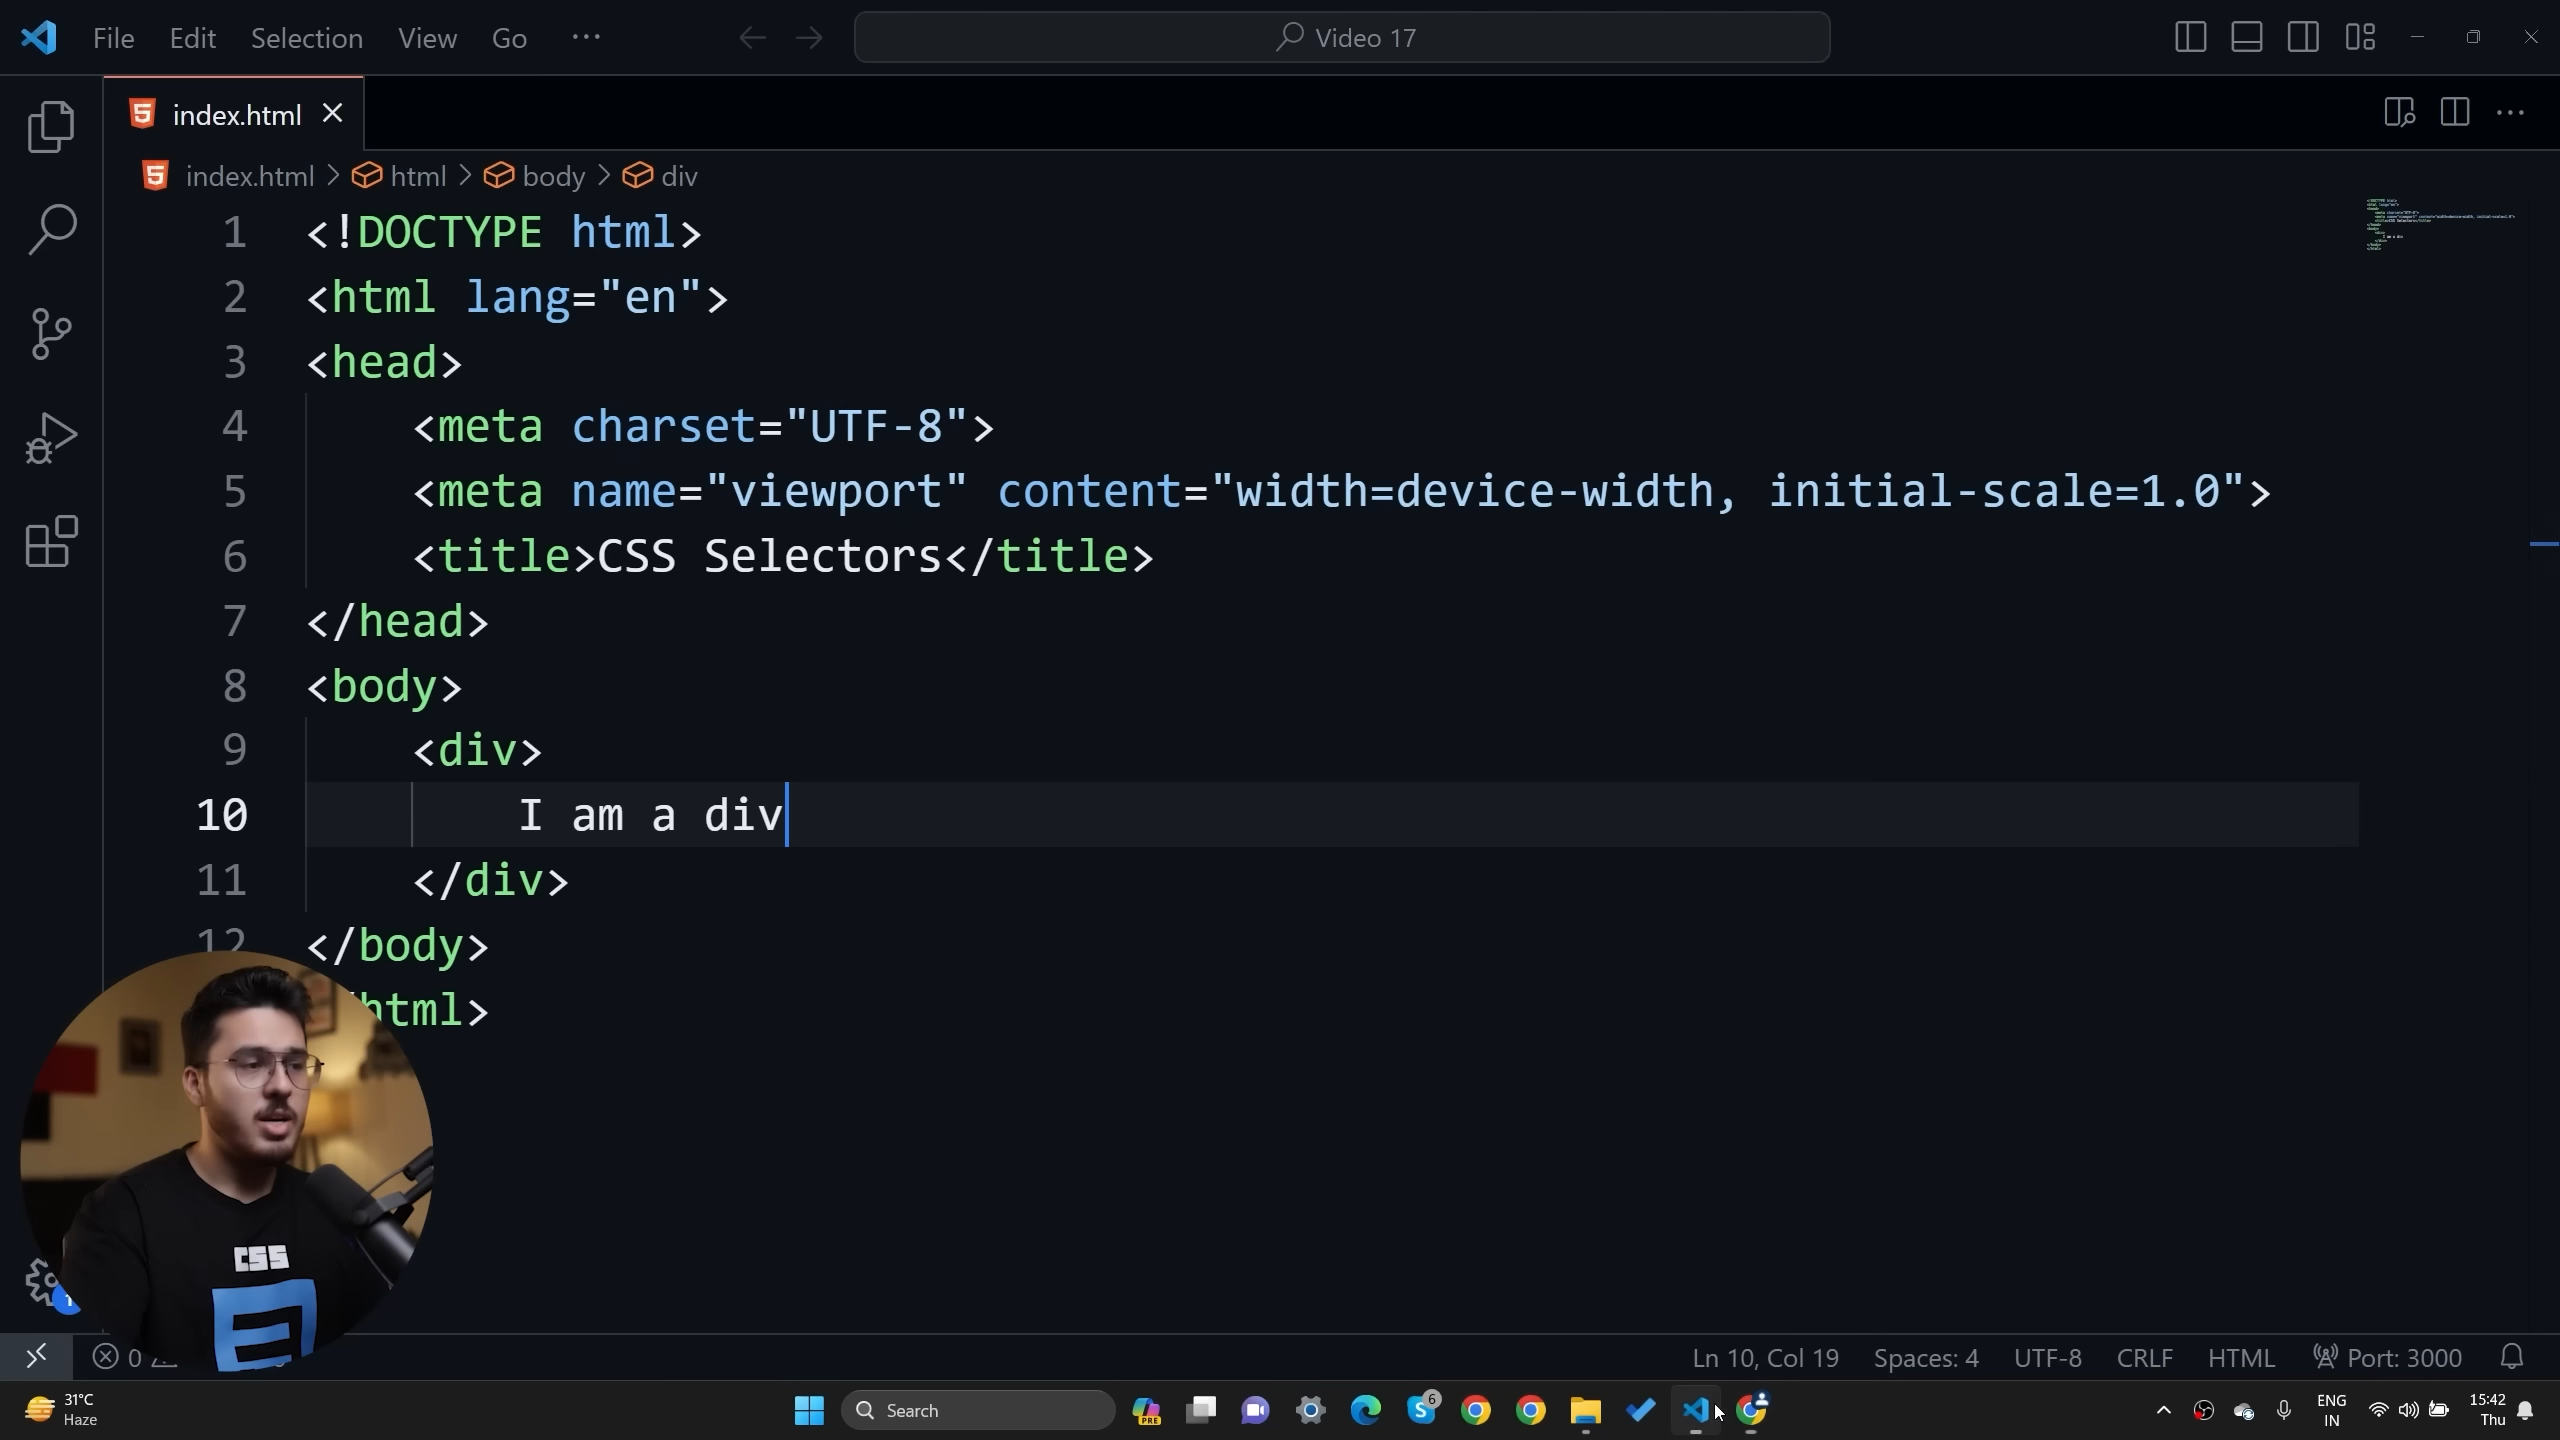 File Edit Selection View Go ··· Video 17
index.html
index.html > html > body > div
1 <!DOCTYPE html>
2 <html lang="en">
3 <head>
4 <meta charset="UTF-8">
5 <meta name="viewport" content="width=device-width, initial-scale=1.0">
6 <title>CSS Selectors</title>
7 </head>
8 <body>
9 <div>
10 I am a div
11 </div>
12 </body>
html>
CSS
0
Ln 10, Col 19 Spaces: 4 UTF-8 CRLF HTML Port: 3000
31°C
Haze
Search
PRE
6
ENG
IN
15:42
Thu